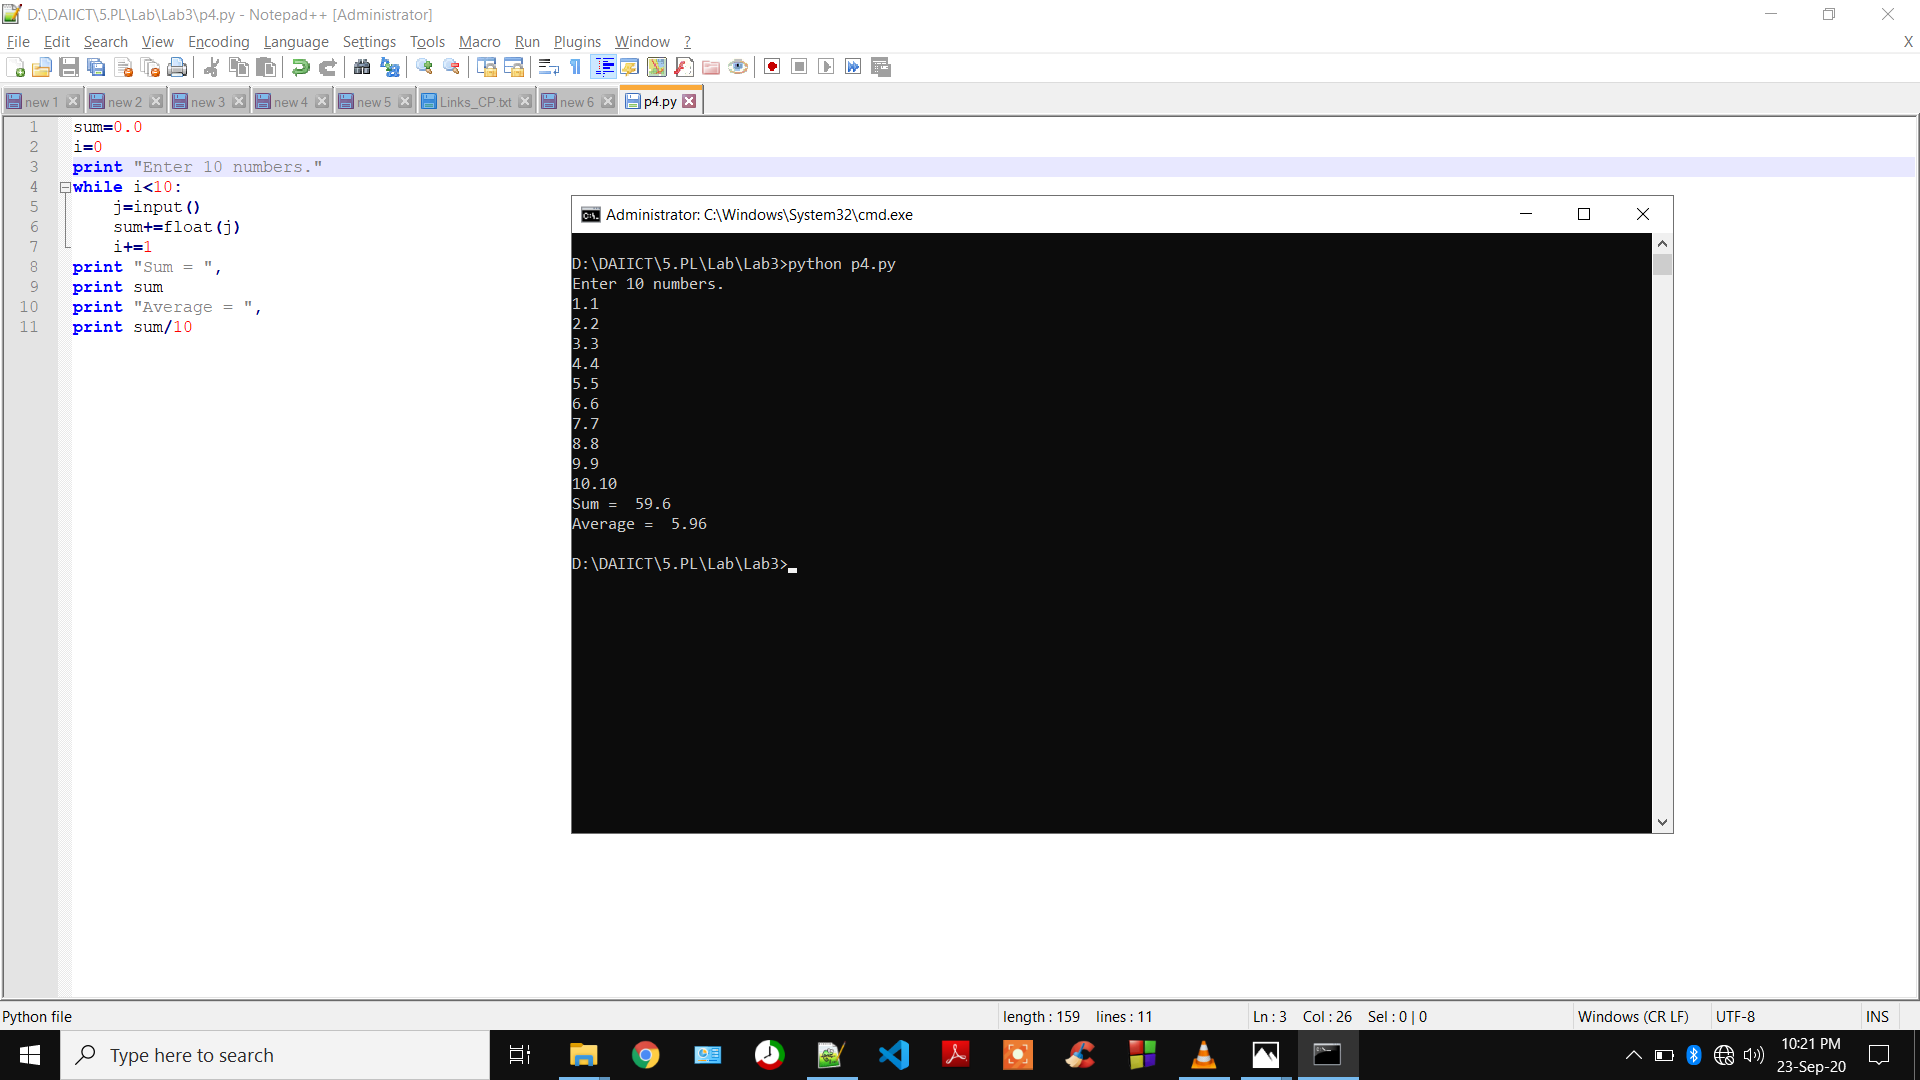 D:\DAIICT\5.PL\Lab\Lab3\p4.py - Notepad++ [Administrator]
File Edit Search View Encoding Language Settings Tools Macro Run Plugins Window ? X
new 1 new 2 new 3 new 4 new 5 Links_CP.txt new 6 p4.py
1 sum=0.0
2 i=0
3 print "Enter 10 numbers."
4 while i<10:
5 j=input()
6 sum+=float(j)
7 i+=1
8 print "Sum = ",
9 print sum
10 print "Average = ",
11 print sum/10
Administrator: C:\Windows\System32\cmd.exe
D:\DAIICT\5.PL\Lab\Lab3>python p4.py
Enter 10 numbers.
1.1
2.2
3.3
4.4
5.5
6.6
7.7
8.8
9.9
10.10
Sum =  59.6
Average =  5.96
D:\DAIICT\5.PL\Lab\Lab3>
Python file length : 159 lines : 11 Ln : 3 Col : 26 Sel : 0 | 0 Windows (CR LF) UTF-8 INS
Type here to search
10:21 PM
23-Sep-20